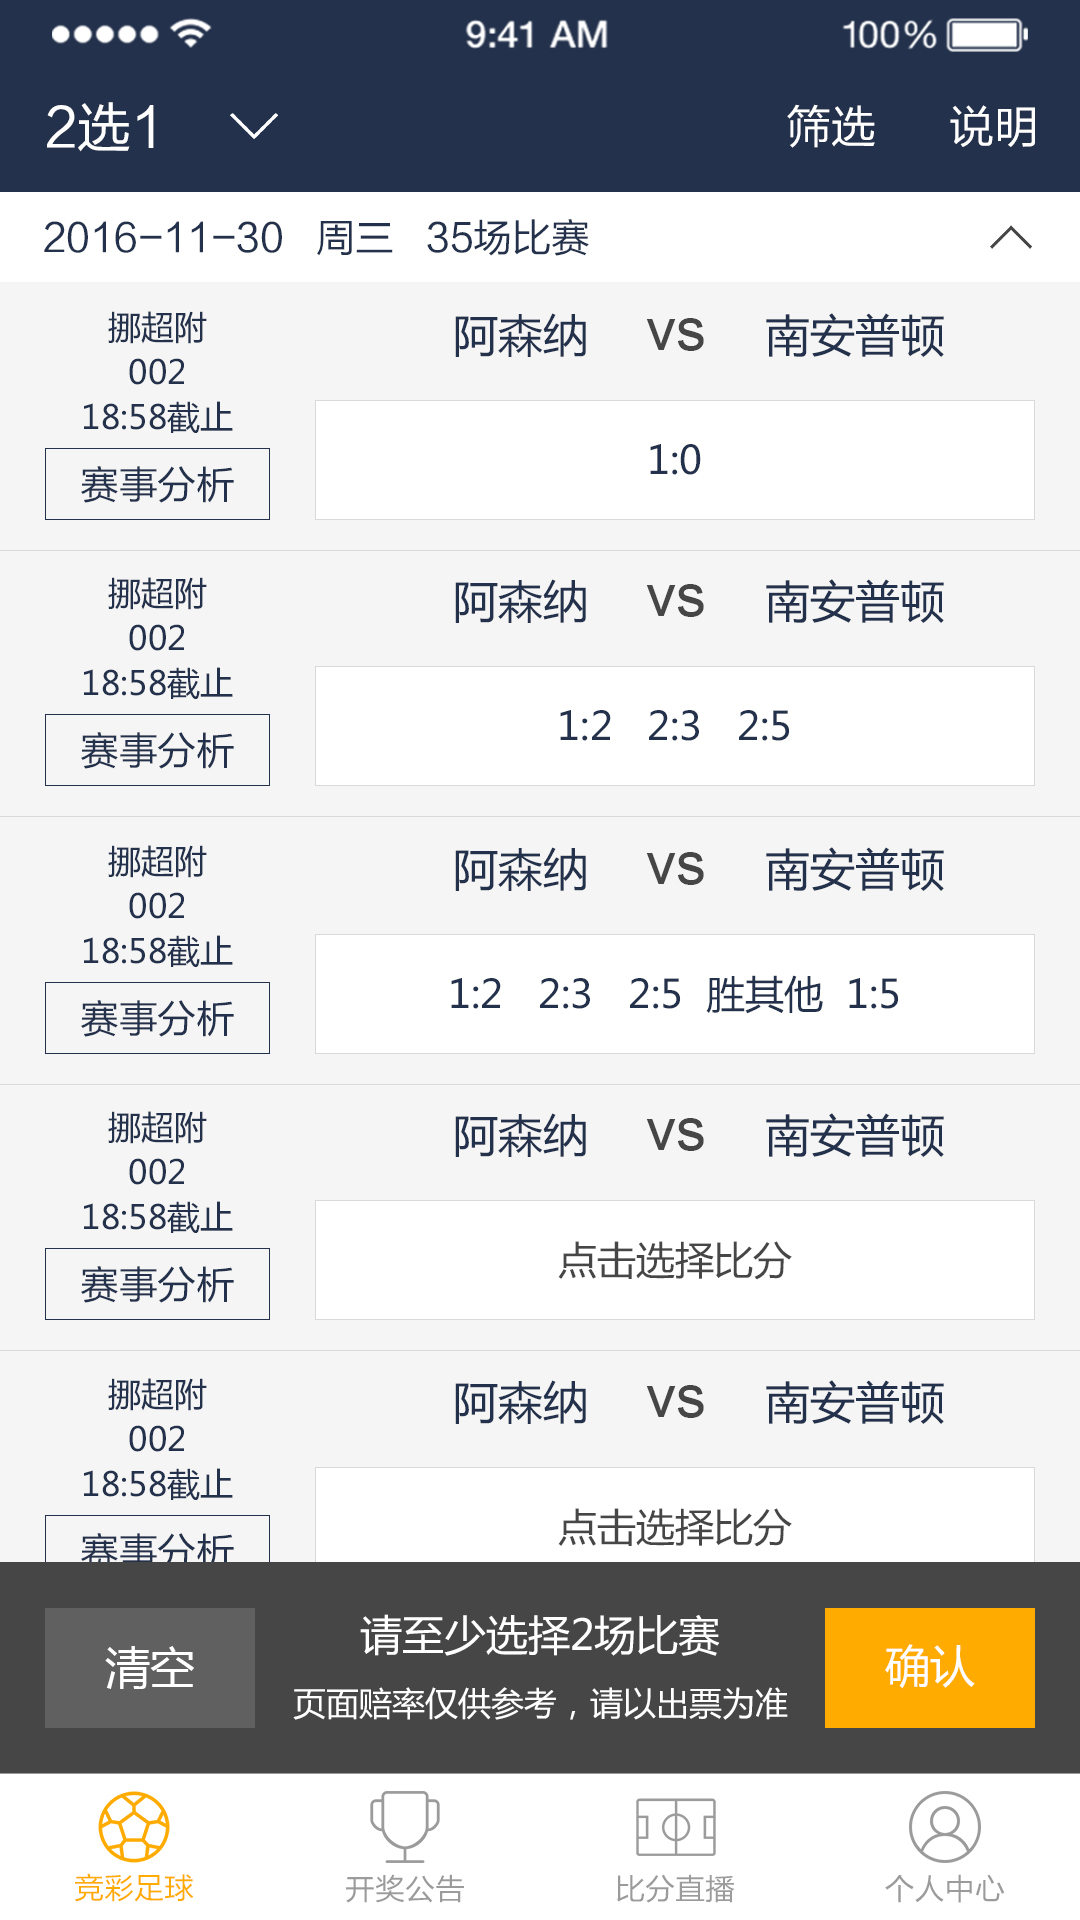 9:41 AM 100%
2选1 筛选 说明
2016-11-30 周三 35场比赛
挪超附
002
18:58截止
赛事分析
阿森纳 VS 南安普顿
1:0
挪超附
002
18:58截止
赛事分析
阿森纳 VS 南安普顿
1:2 2:3 2:5
挪超附
002
18:58截止
赛事分析
阿森纳 VS 南安普顿
1:2 2:3 2:5 胜其他 1:5
挪超附
002
18:58截止
赛事分析
阿森纳 VS 南安普顿
点击选择比分
挪超附
002
18:58截止
赛事分析
阿森纳 VS 南安普顿
点击选择比分
清空
请至少选择2场比赛
页面赔率仅供参考，请以出票为准
确认
竞彩足球 开奖公告 比分直播 个人中心